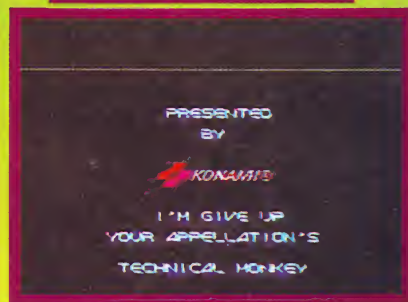 PRESENTED
BY
KONAMI®
I'M GIVE UP
YOUR APPELLATION'S
TECHNICAL MONKEY